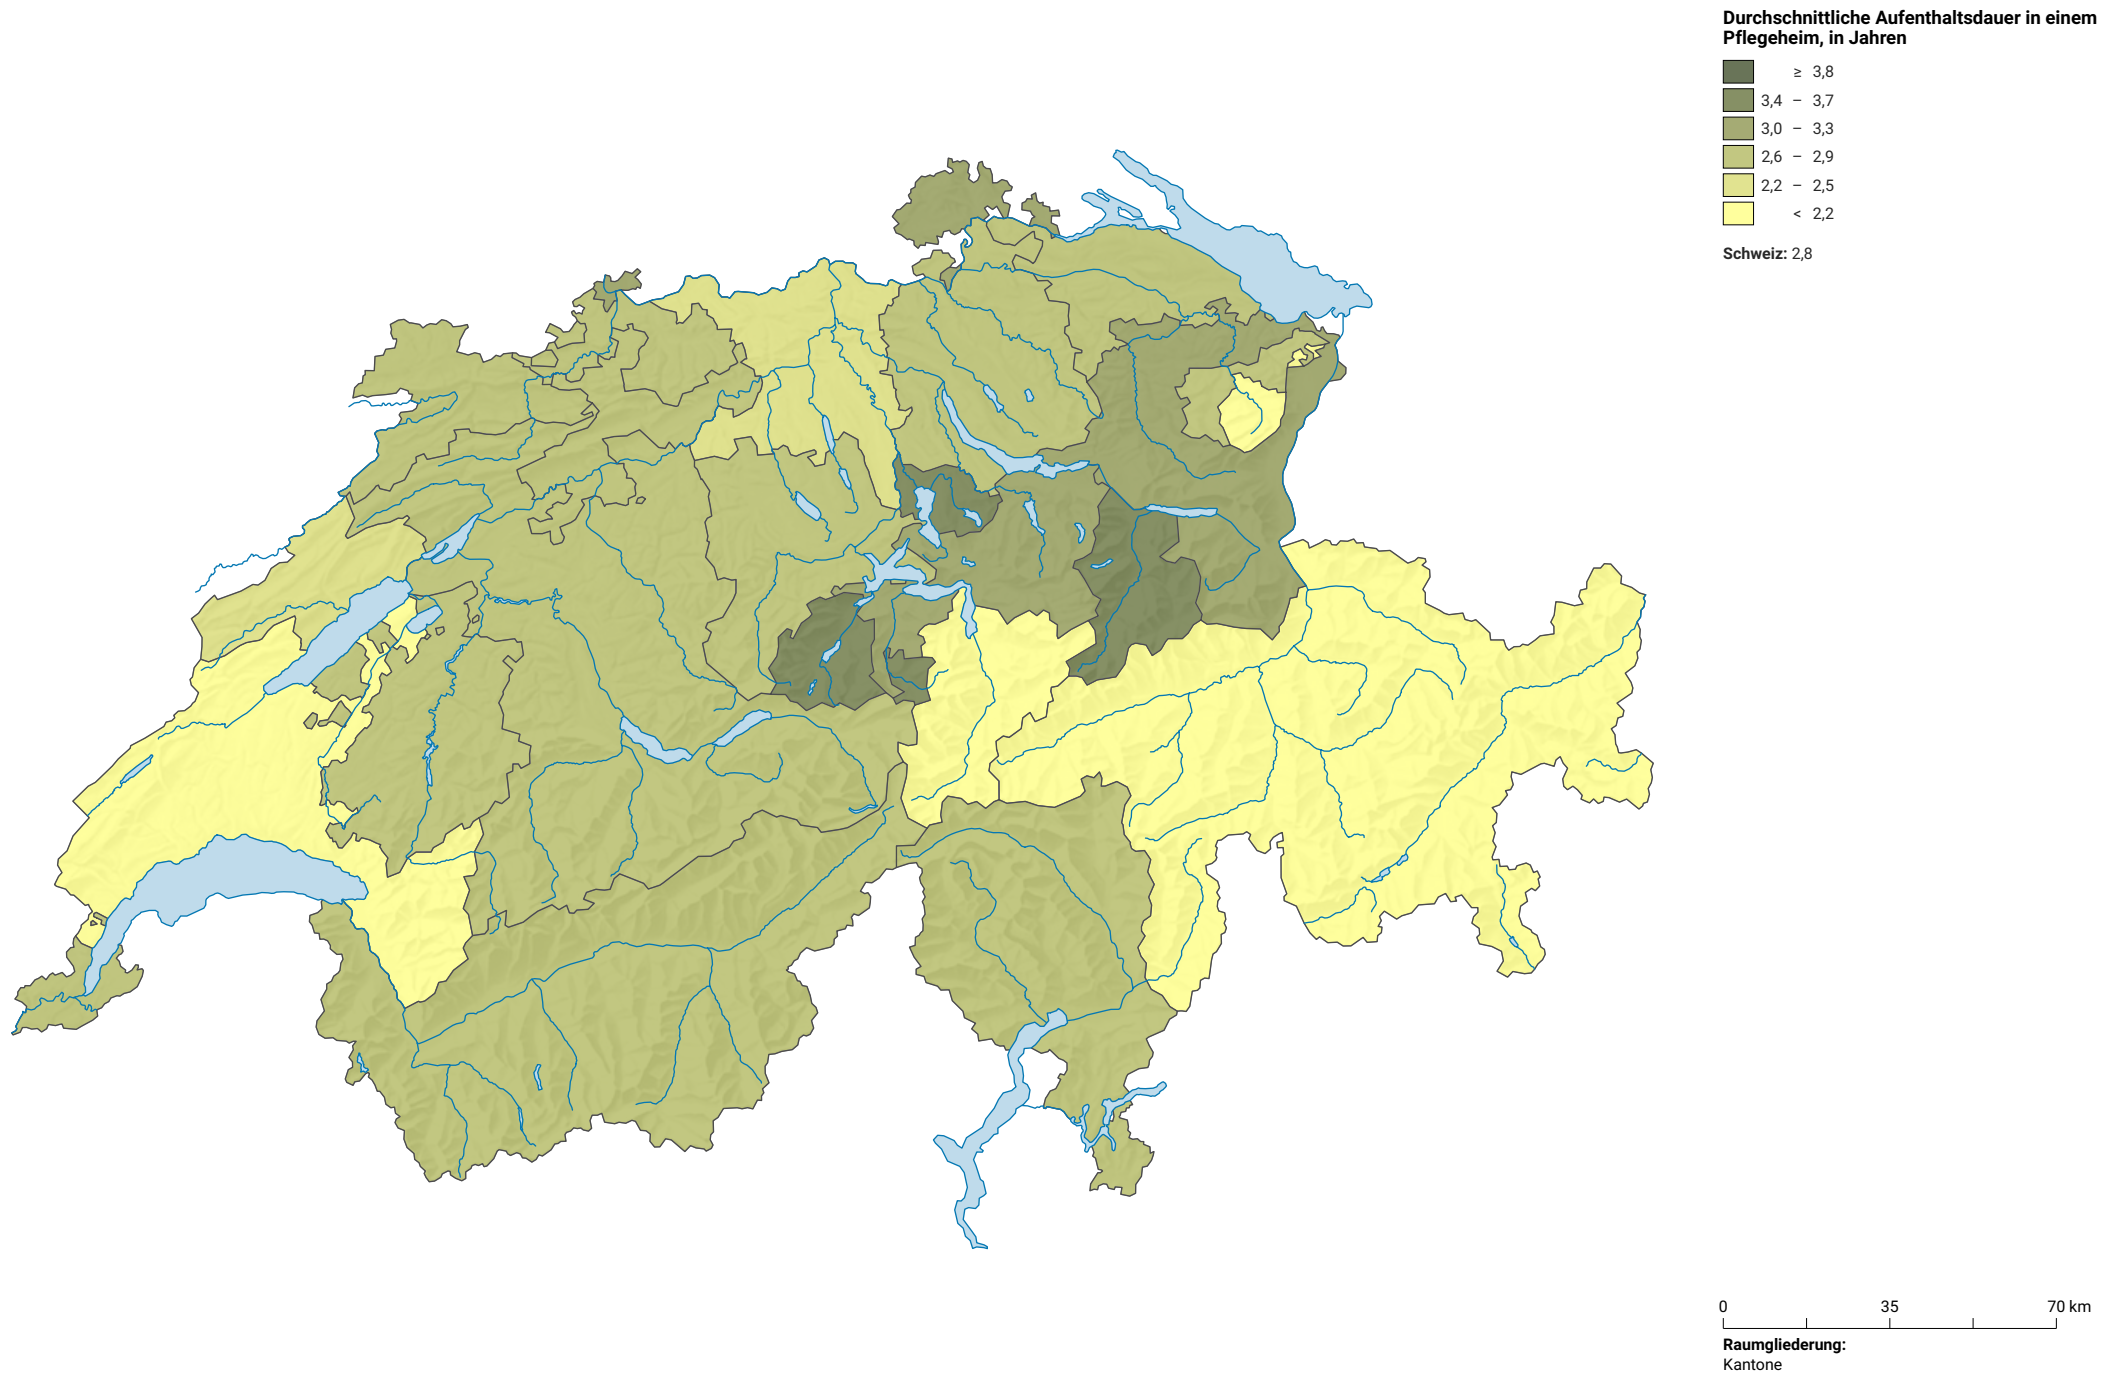 Durchschnittliche Aufenthaltsdauer in einem
Pflegeheim, in Jahren
≥ 3,8
3,4 – 3,7
3,0 – 3,3
2,6 – 2,9
2,2 – 2,5
< 2,2
Schweiz: 2,8
0 35 70 km
Raumgliederung:
Kantone